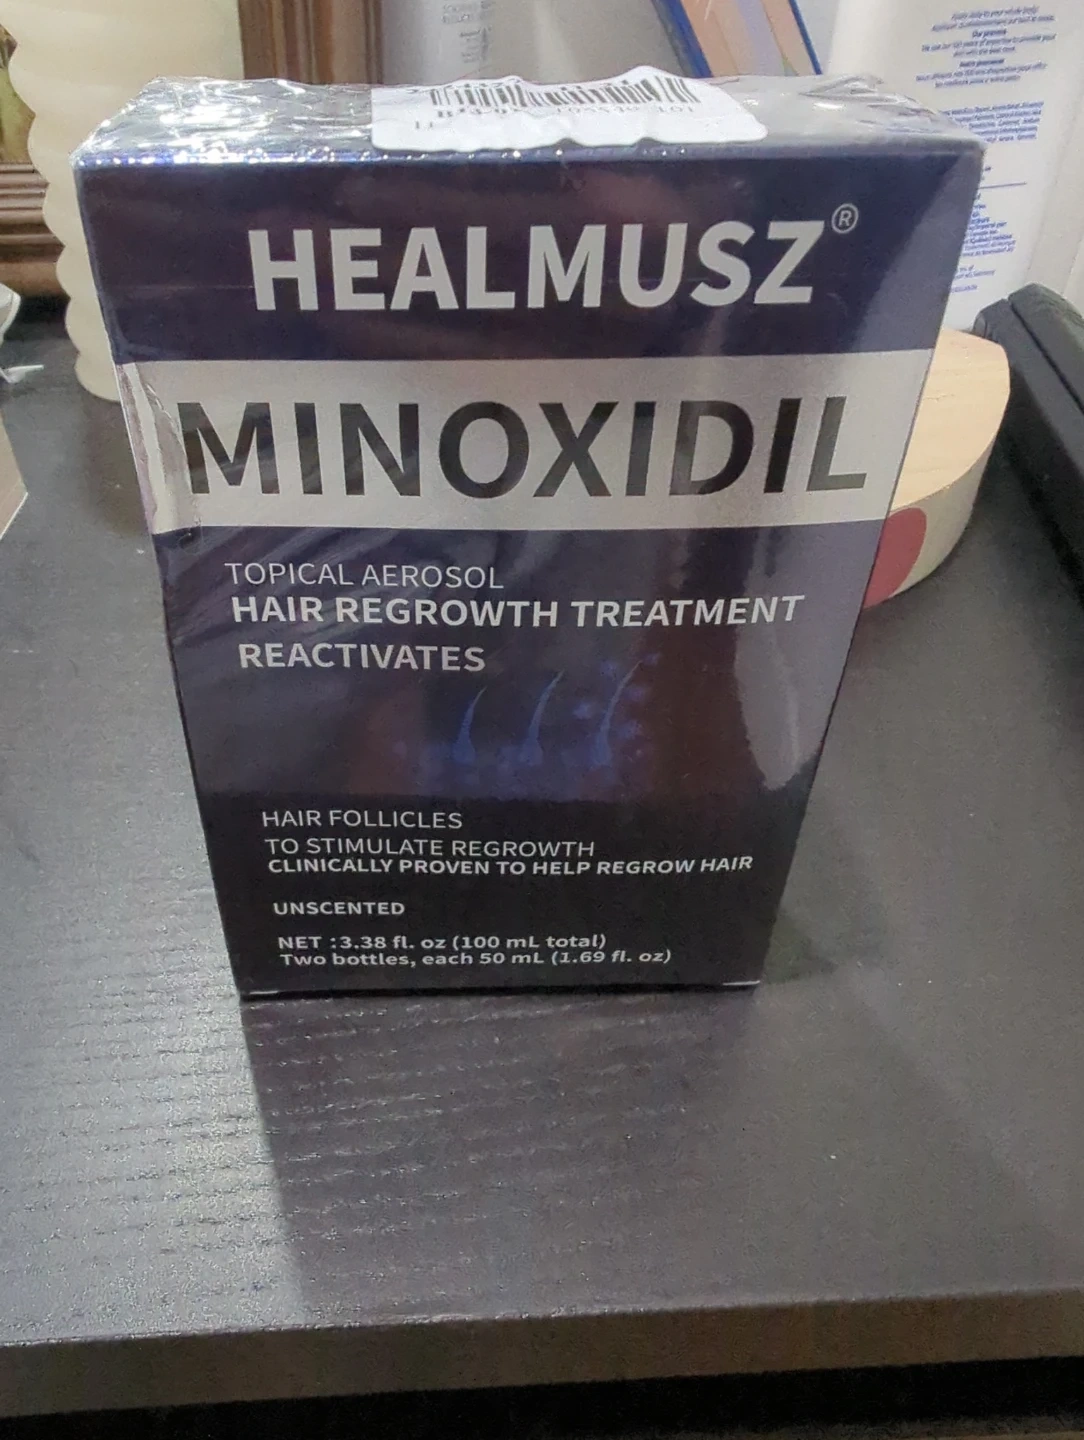 HEALMUSZ®
MINOXIDIL
TOPICAL AEROSOL
HAIR REGROWTH TREATMENT
REACTIVATES
HAIR FOLLICLES
TO STIMULATE REGROWTH
CLINICALLY PROVEN TO HELP REGROW HAIR
UNSCENTED
NET :3.38 fl. oz (100 mL total)
Two bottles, each 50 mL (1.69 fl. oz)